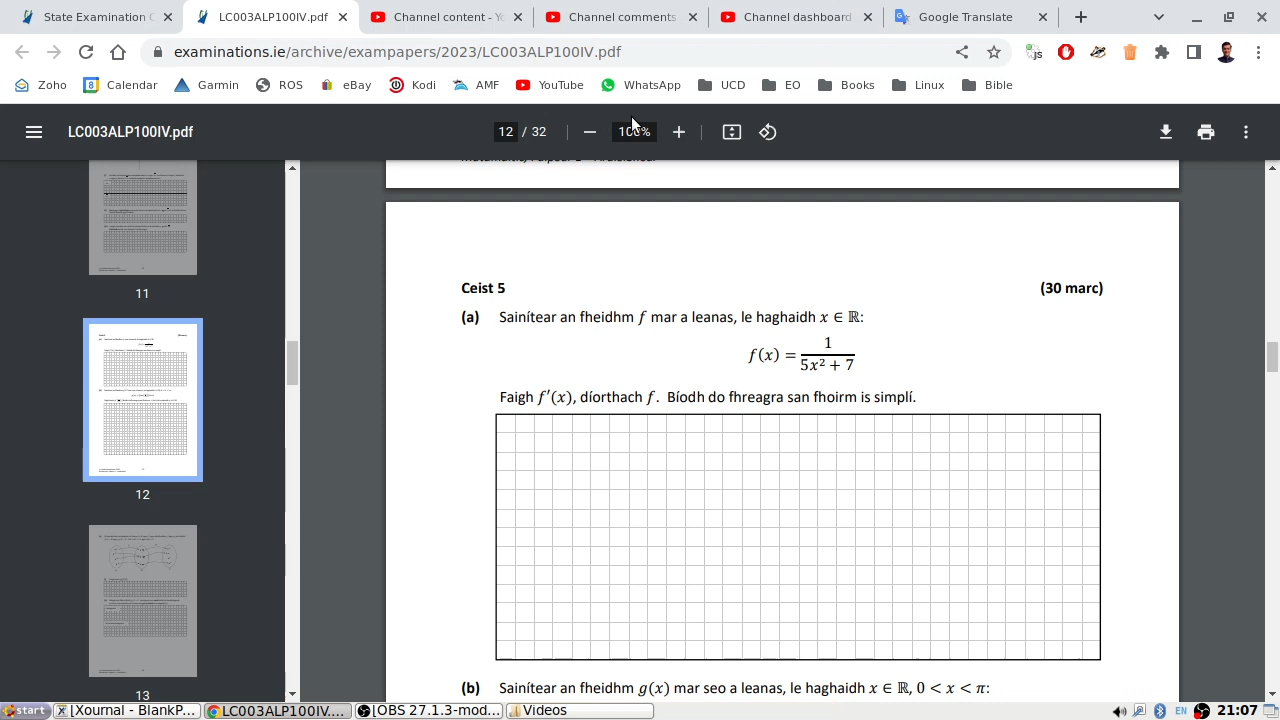 State Examination C
LC003ALP100IV.pdf
Channel content - Yo
Channel comments
Channel dashboard
Google Translate
examinations.ie/archive/exampapers/2023/LC003ALP100IV.pdf
Zoho
Calendar
Garmin
ROS
eBay
Kodi
AMF
YouTube
WhatsApp
UCD
EO
Books
Linux
Bible
LC003ALP100IV.pdf
12 / 32
100%
11
12
13
Ceist 5 (30 marc)
(a) Sainítear an fheidhm f mar a leanas, le haghaidh x ∈ ℝ:
f(x) = 1/(5x² + 7)
Faigh f′(x), díorthach f. Bíodh do fhreagra san fhoirm is simplí.
(b) Sainítear an fheidhm g(x) mar seo a leanas, le haghaidh x ∈ ℝ, 0 < x < π:
start
[Xournal - BlankP...
LC003ALP100IV....
[OBS 27.1.3-mod...
Videos
EN
21:07